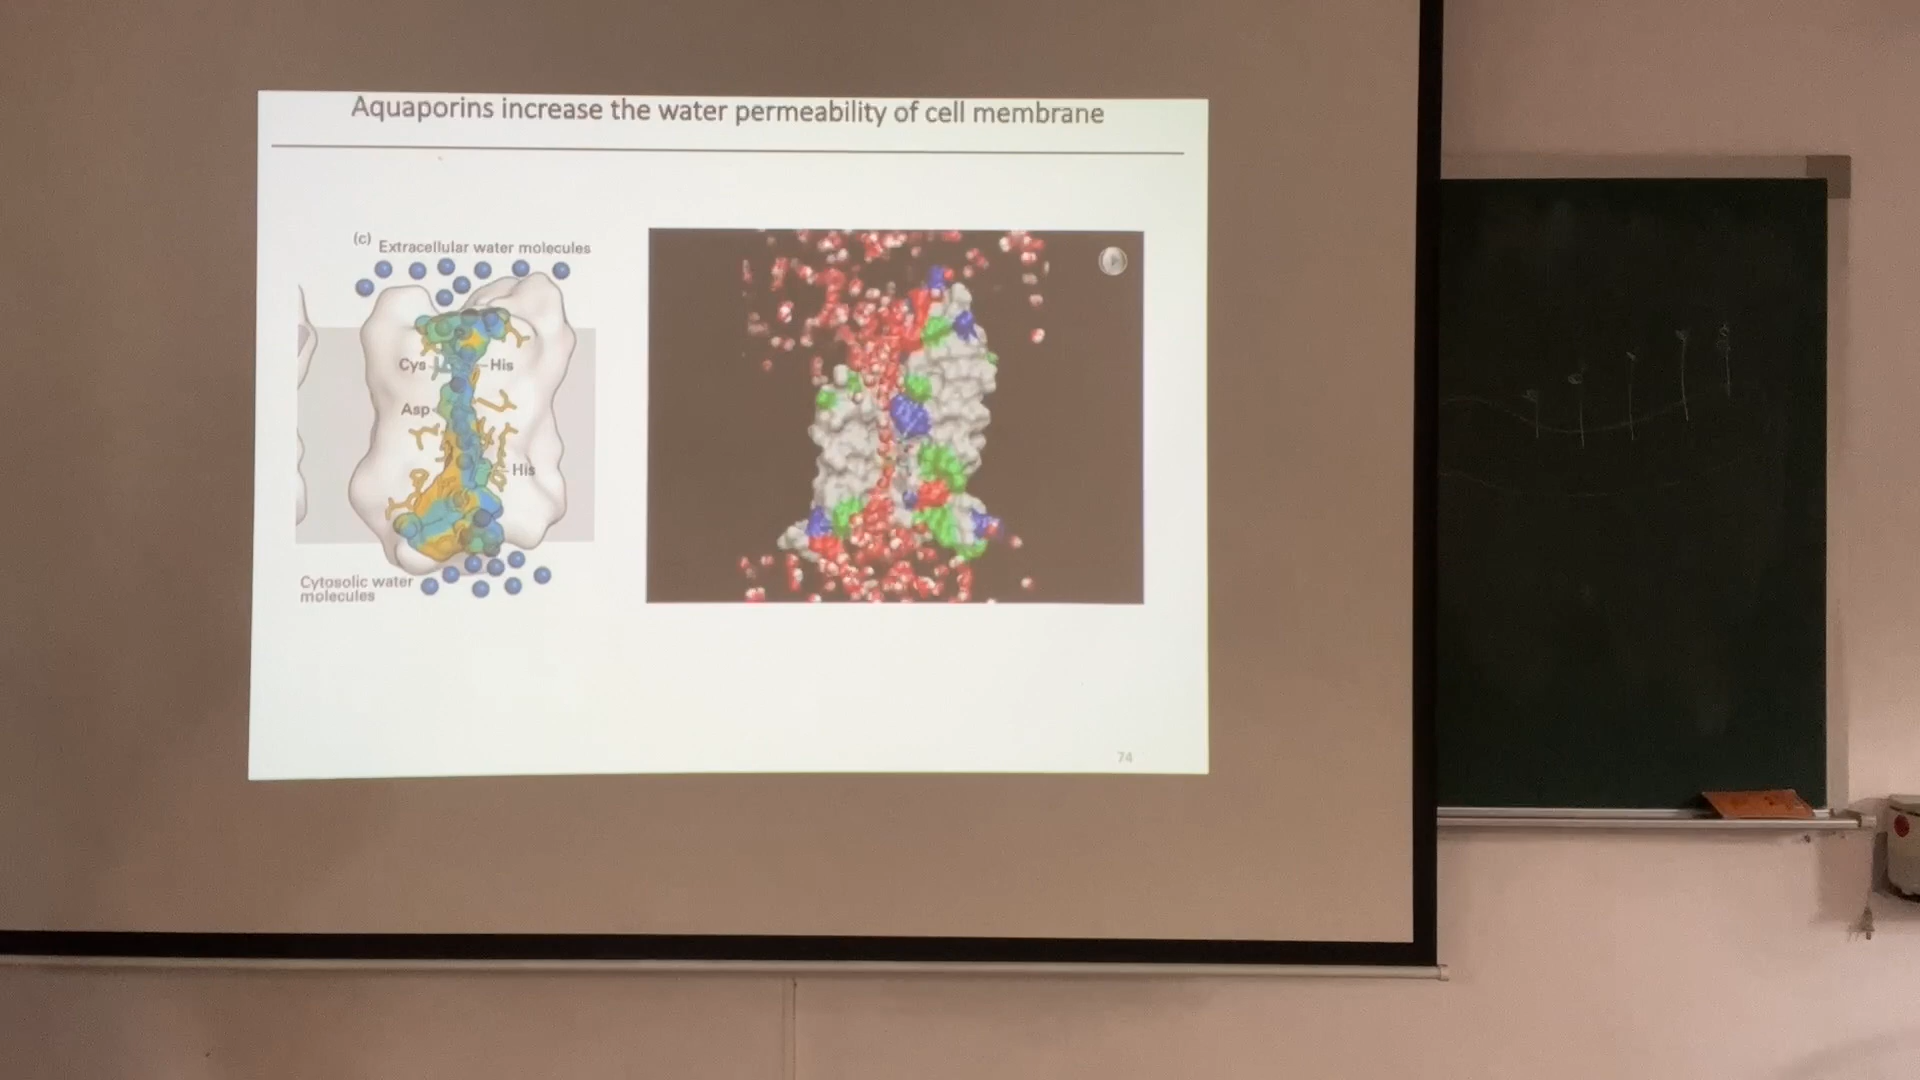 Aquaporins increase the water permeability of cell membrane
(c) Extracellular water molecules
Cys
His
Asp
His
Cytosolic water
molecules
74